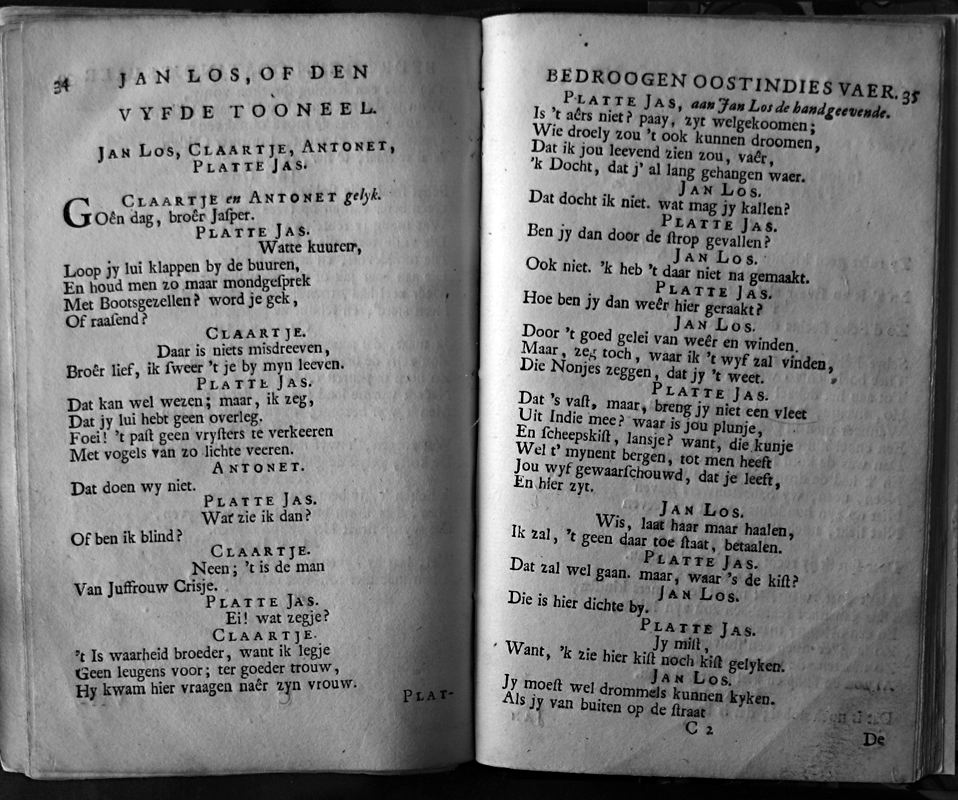 34
JAN LOS, OF DEN
VYFDE TOONEEL.
JAN LOS, CLAARTJE, ANTONET,
PLATTE JAS.
CLAARTJE en ANTONET gelyk.
GOên dag, broêr Jaſper.
PLATTE JAS.
Watte kuuren,
Loop jy lui klappen by de buuren,
En houd men zo maar mondgeſprek
Met Bootsgezellen? word je gek,
Of raaſend?
CLAARTJE.
Daar is niets misdreeven,
Broêr lief, ik ſweer 't je by myn leeven.
PLATTE JAS.
Dat kan wel wezen; maar, ik zeg,
Dat jy lui hebt geen overleg.
Foei! 't paſt geen vryſters te verkeeren
Met vogels van zo lichte veeren.
ANTONET.
Dat doen wy niet.
PLATTE JAS.
Wat zie ik dan?
Of ben ik blind?
CLAARTJE.
Neen; 't is de man
Van Juffrouw Crisje.
PLATTE JAS.
Ei! wat zegje?
CLAARTJE.
't Is waarheid broeder, want ik legje
Geen leugens voor; ter goeder trouw,
Hy kwam hier vraagen naêr zyn vrouw.
PLAT-
BEDROOGEN OOSTINDIES VAER. 35
PLATTE JAS, aan Jan Los de handgeevende.
Is 't aêrs niet? paay, zyt welgekoomen;
Wie droely zou 't ook kunnen droomen,
Dat ik jou leevend zien zou, vaêr,
'k Docht, dat j' al lang gehangen waer.
JAN LOS.
Dat docht ik niet. wat mag jy kallen?
PLATTE JAS.
Ben jy dan door de ſtrop gevallen?
JAN LOS.
Ook niet. 'k heb 't daar niet na gemaakt.
PLATTE JAS.
Hoe ben jy dan weêr hier geraakt?
JAN LOS.
Door 't goed gelei van weêr en winden.
Maar, zeg toch, waar ik 't wyf zal vinden,
Die Nonjes zeggen, dat jy 't weet.
PLATTE JAS.
Dat 's vaſt, maar, breng jy niet een vleet
Uit Indie mee? waar is jou plunje,
En ſcheepskiſt, lansje? want, die kunje
Wel t' mynent bergen, tot men heeft
Jou wyf gewaarſchouwd, dat je leeft,
En hier zyt.
JAN LOS.
Wis, laat haar maar haalen,
Ik zal, 't geen daar toe ſtaat, betaalen.
PLATTE JAS.
Dat zal wel gaan. maar, waar 's de kiſt?
JAN LOS.
Die is hier dichte by.
PLATTE JAS.
Jy miſt,
Want, 'k zie hier kiſt noch kiſt gelyken.
JAN LOS.
Jy moeſt wel drommels kunnen kyken.
Als jy van buiten op de ſtraat
C 2
De